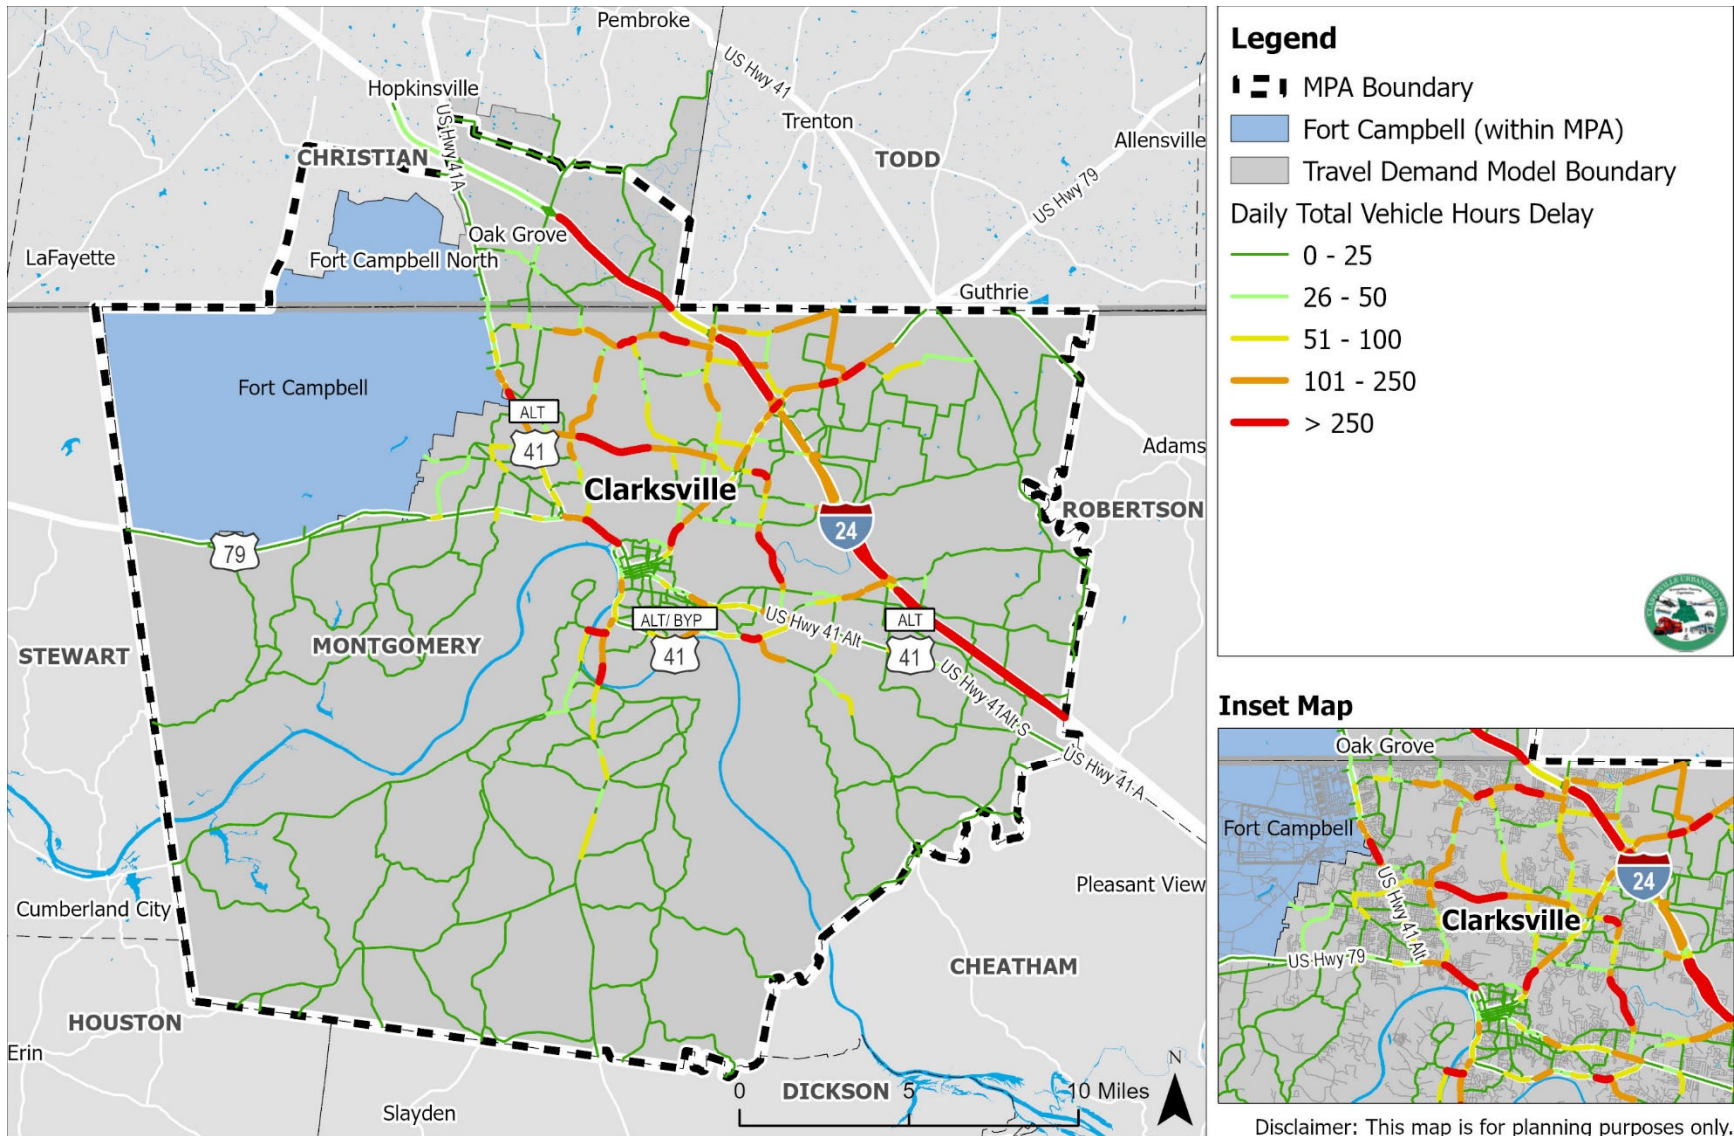 Pembroke
US Hwy 41
Hopkinsville
US Hwy 41A
Trenton
Allensville
CHRISTIAN
TODD
US Hwy 79
Oak Grove
LaFayette
Fort Campbell North
Guthrie
Fort Campbell
ALT
41
Adams
Clarksville
ROBERTSON
24
79
ALT/ BYP
41
US Hwy 41 Alt
ALT
41
MONTGOMERY
STEWART
US Hwy 41Alt S
US Hwy 41 A
Pleasant View
Cumberland City
CHEATHAM
HOUSTON
Erin
N
0 5 10 Miles
DICKSON
Slayden
Legend
MPA Boundary
Fort Campbell (within MPA)
Travel Demand Model Boundary
Daily Total Vehicle Hours Delay
0 - 25
26 - 50
51 - 100
101 - 250
> 250
Inset Map
Oak Grove
Fort Campbell
24
US Hwy 41 Alt
Clarksville
US Hwy 79
Disclaimer: This map is for planning purposes only.